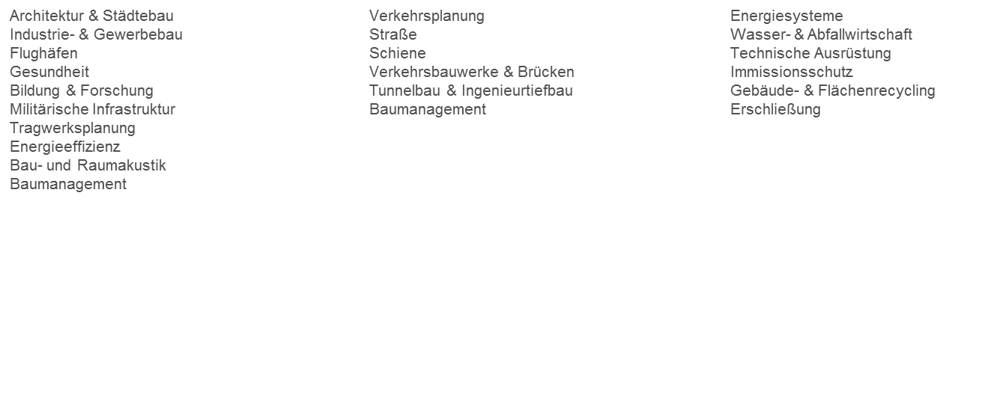 Architektur & Städtebau
Industrie- & Gewerbebau
Flughäfen
Gesundheit
Bildung & Forschung
Militärische Infrastruktur
Tragwerksplanung
Energieeffizienz
Bau- und Raumakustik
Baumanagement
Verkehrsplanung
Straße
Schiene
Verkehrsbauwerke & Brücken
Tunnelbau & Ingenieurtiefbau
Baumanagement
Energiesysteme
Wasser- & Abfallwirtschaft
Technische Ausrüstung
Immissionsschutz
Gebäude- & Flächenrecycling
Erschließung